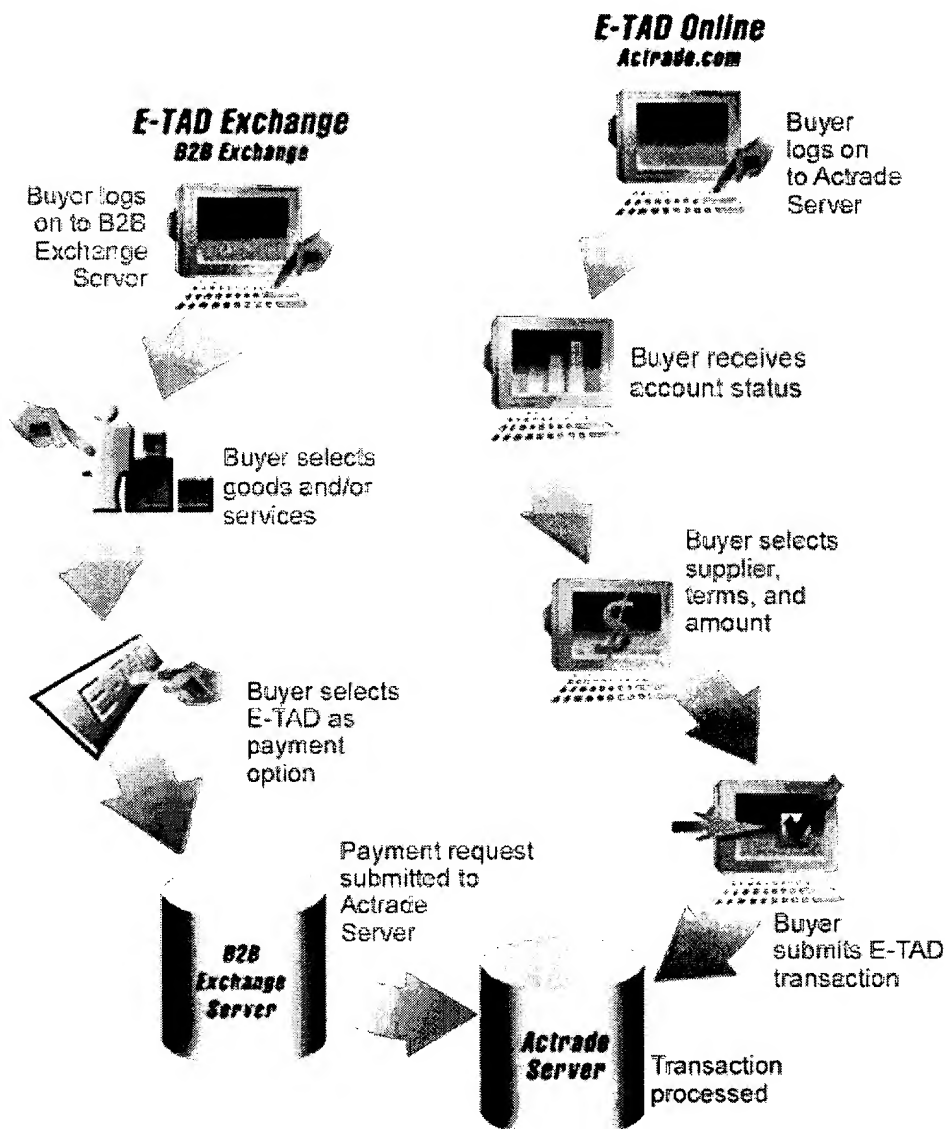 E-TAD Online
Actrade.com
E-TAD Exchange
B2B Exchange
Buyer
logs on
to Actrade
Server
Buyer logs
on to B2B
Exchange
Server
Buyer receives
account status
Buyer selects
goods and/or
services
Buyer selects
supplier,
terms, and
amount
$
Buyer selects
E-TAD as
payment
option
Payment request
submitted to
Actrade
Server
B2B
Exchange
Server
Buyer
submits E-TAD
transaction
Actrade
Server
Transaction
processed